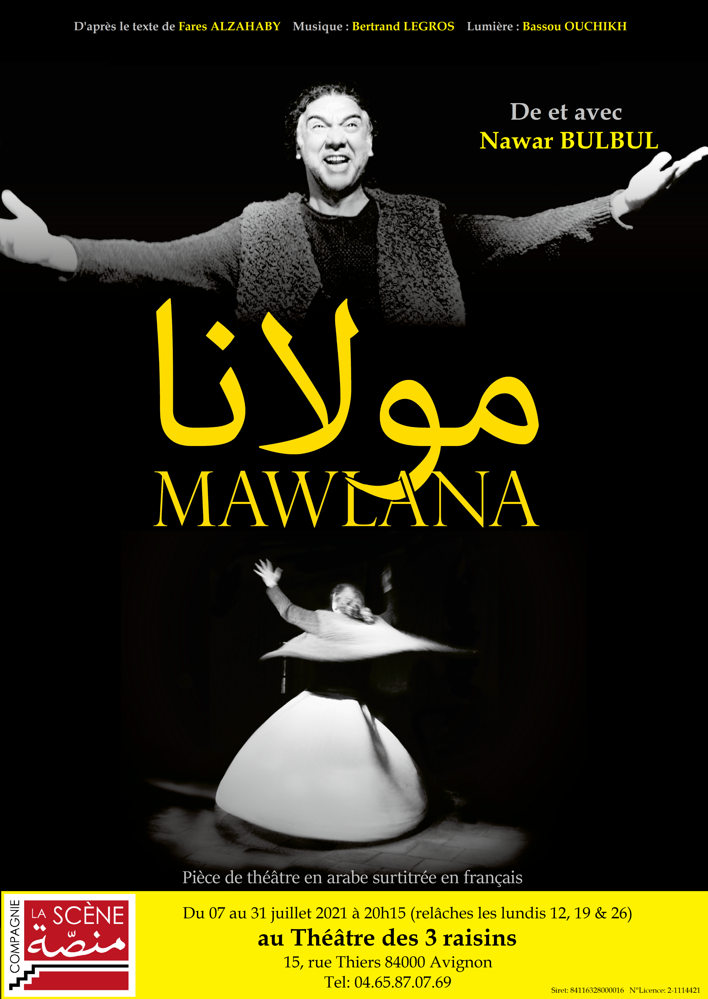 D'après le texte de Fares ALZAHABY Musique : Bertrand LEGROS Lumière : Bassou OUCHIKH
De et avec
Nawar BULBUL
مولانا
MAWLANA
Pièce de théâtre en arabe surtitrée en français
COMPAGNIE
LA SCÈNE
منصّة
Du 07 au 31 juillet 2021 à 20h15 (relâches les lundis 12, 19 & 26)
au Théâtre des 3 raisins
15, rue Thiers 84000 Avignon
Tel: 04.65.87.07.69
Siret: 84116328000016 N°Licence: 2-1114421